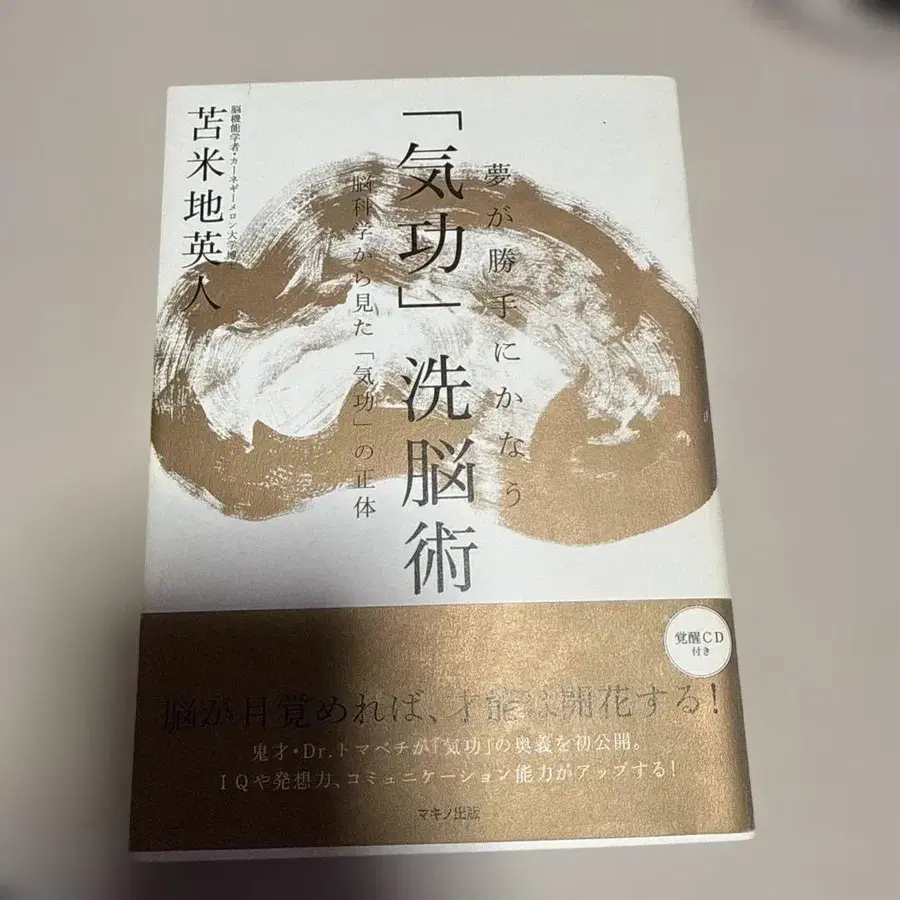 夢が勝手にかなう
「気功」洗脳術
脳科学から見た「気功」の正体
脳機能学者・カーネギーメロン大学博士
苫米地英人
覚醒CD
付き
脳が目覚めれば、才能は開花する!
鬼才・Dr.トマベチが「気功」の奥義を初公開。
IQや発想力、コミュニケーション能力がアップする!
マキノ出版